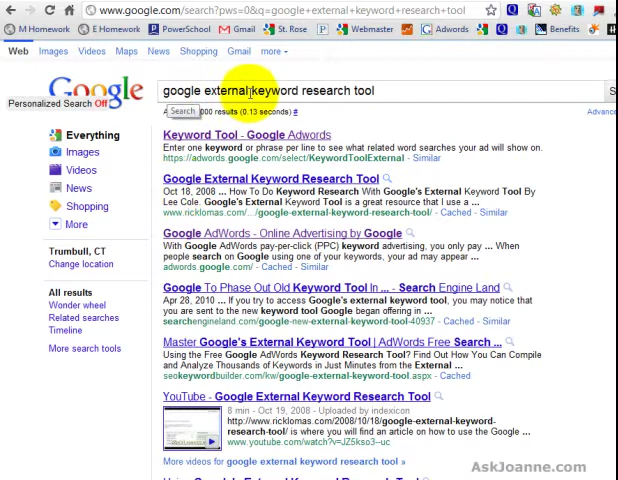 www.google.com/search?pws=0&q=google+external+keyword+research+tool
M Homework E Homework PowerSchool Gmail St. Rose Webmaster Adwords Benefits
Web Images Videos Maps News Shopping Gmail more
Google
google external keyword research tool
Personalized Search Off
Search
000 results (0.13 seconds) #
Advance
Everything
Images
Videos
News
Shopping
More
Trumbull, CT
Change location
All results
Wonder wheel
Related searches
Timeline
More search tools
Keyword Tool - Google Adwords
Enter one keyword or phrase per line to see what related word searches your ad will show on.
https://adwords.google.com/select/KeywordToolExternal - Similar
Google External Keyword Research Tool
Oct 18, 2008 ... How To Do Keyword Research With Google's External Keyword Tool By
Lee Cole. Google's External Keyword Tool is a great resource that I use a ...
www.ricklomas.com/.../google-external-keyword-research-tool/ - Cached - Similar
Google AdWords - Online Advertising by Google
With Google AdWords pay-per-click (PPC) keyword advertising, you only pay ... When
people search on Google using one of your keywords, your ad may appear ...
adwords.google.com/ - Cached - Similar
Google To Phase Out Old Keyword Tool In ... - Search Engine Land
Apr 28, 2010 ... If you try to access Google's external keyword tool, you may notice that
you are sent to the new keyword tool Google began offering in ...
searchengineland.com/google-new-external-keyword-tool-40937 - Cached - Similar
Master Google's External Keyword Tool | AdWords Free Search ...
Using the Free Google AdWords Keyword Research Tool? Find Out How You Can Compile
and Analyze Thousands of Keywords in Just Minutes from the External ...
seokeywordbuilder.com/kw/google-external-keyword-tool.aspx - Cached
YouTube - Google External Keyword Research Tool
8 min - Oct 19, 2008 - Uploaded by indexicon
http://www.ricklomas.com/2008/10/18/google-external-keyword-
research-tool/ is where you will find an article on how to use the Google ...
www.youtube.com/watch?v=JZ5kso3--uc
More videos for google external keyword research tool »
AskJoanne.com